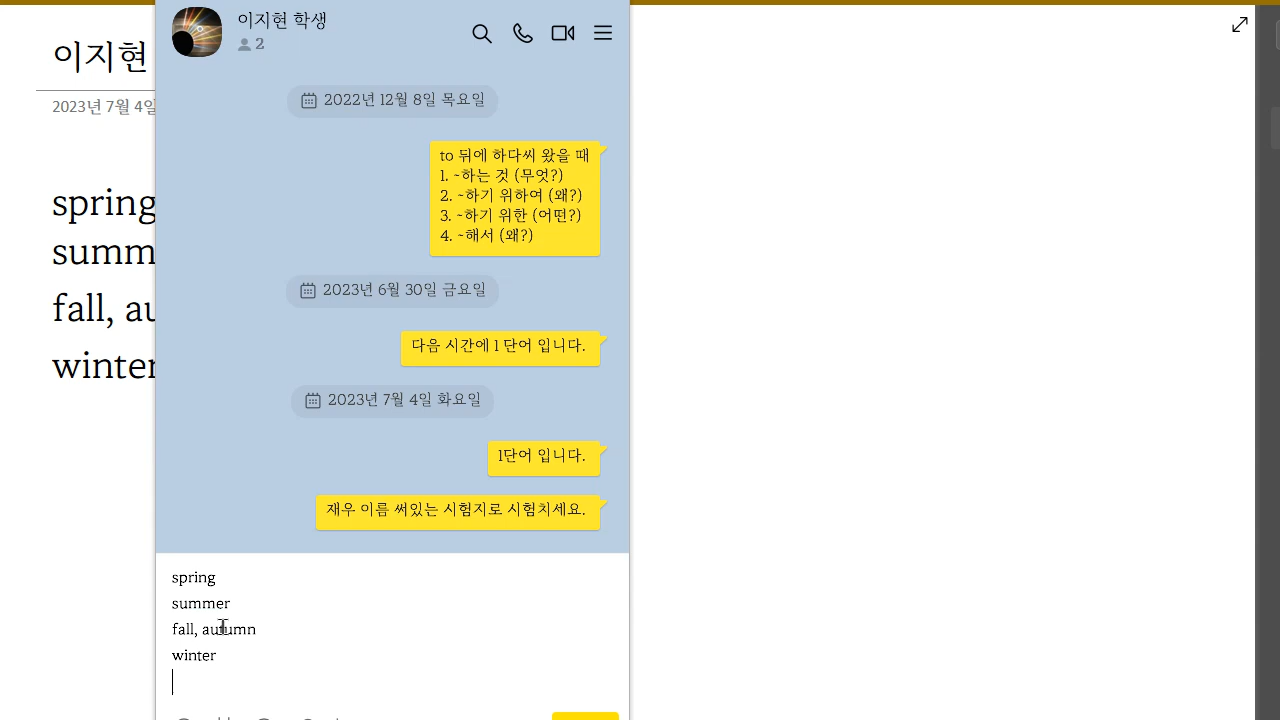 이지현
2023년 7월 4일
spring
summ
fall, au
winter
이지현 학생
2
2022년 12월 8일 목요일
to 뒤에 하다씨 왔을 때
1. ~하는 것 (무엇?)
2. ~하기 위하여 (왜?)
3. ~하기 위한 (어떤?)
4. ~해서 (왜?)
2023년 6월 30일 금요일
다음 시간에 1 단어 입니다.
2023년 7월 4일 화요일
1단어 입니다.
재우 이름 써있는 시험지로 시험치세요.
spring
summer
fall, autumn
winter